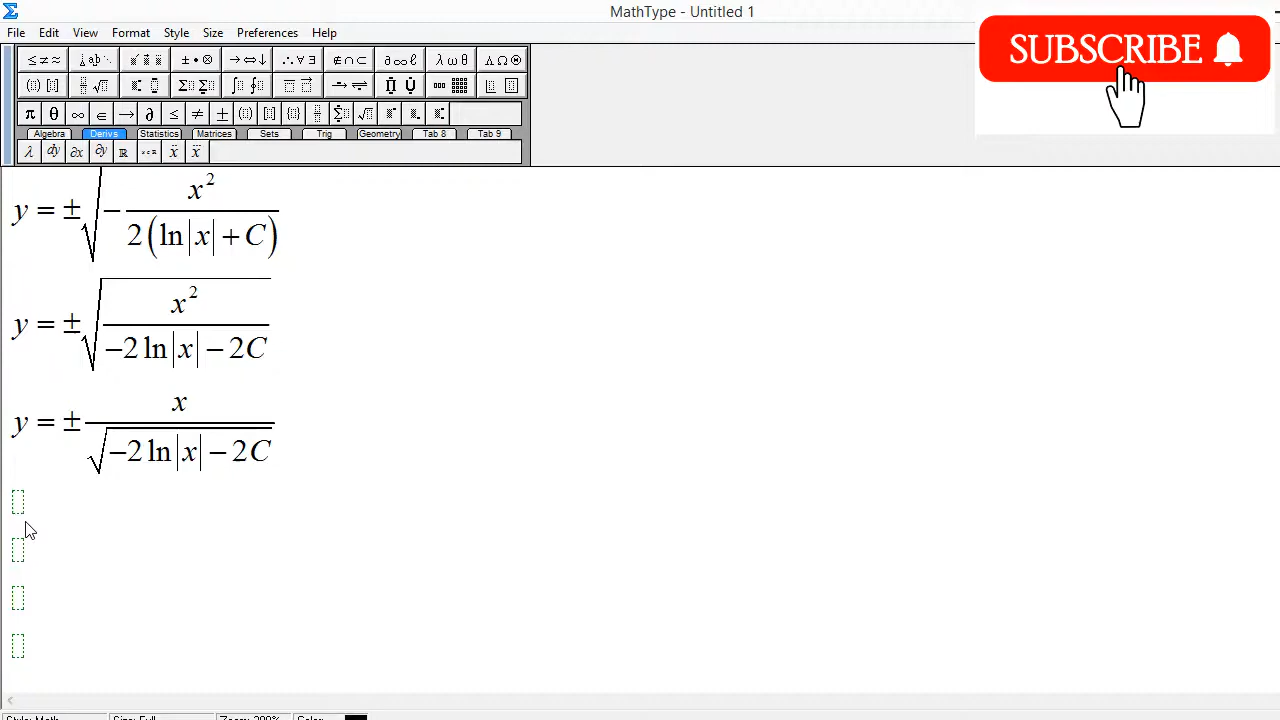 MathType - Untitled 1
File Edit View Format Style Size Preferences Help
SUBSCRIBE
Algebra Derivs Statistics Matrices Sets Trig Geometry Tab 8 Tab 9
y = ±√(−x²/(2(ln|x| + C)))
y = ±√(x²/(−2 ln|x| − 2C))
y = ± x/√(−2 ln|x| − 2C)